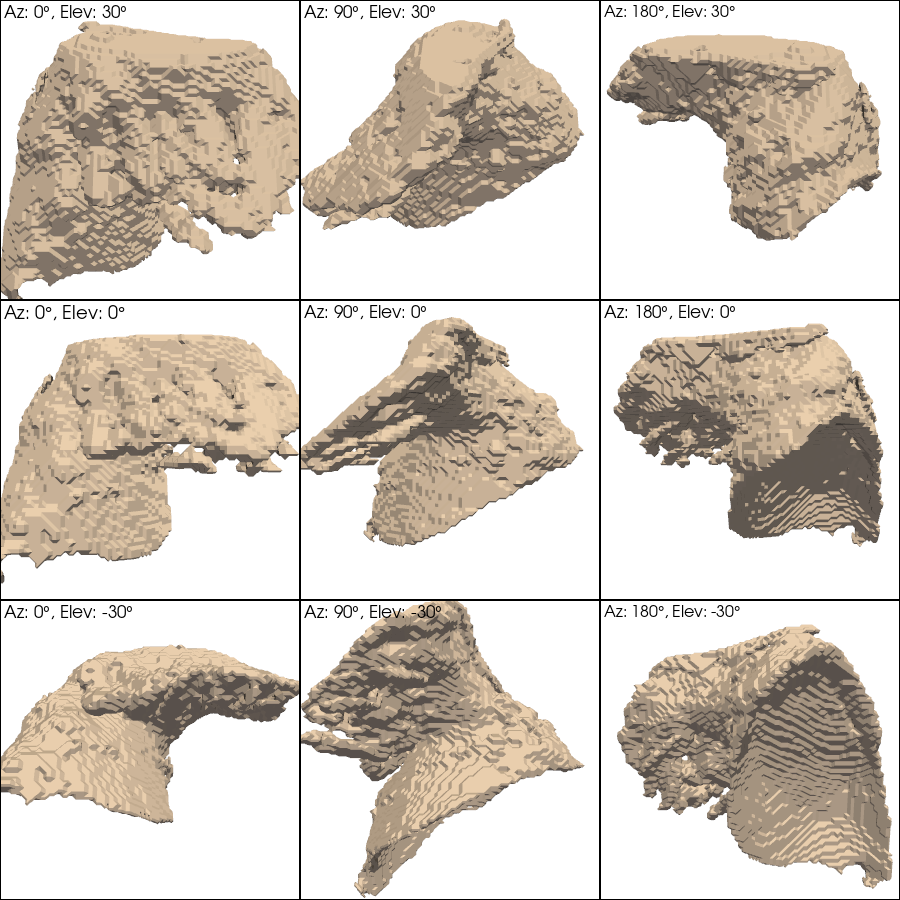 Az: 0°, Elev: 30°
Az: 90°, Elev: 30°
Az: 180°, Elev: 30°
Az: 0°, Elev: 0°
Az: 90°, Elev: 0°
Az: 180°, Elev: 0°
Az: 0°, Elev: -30°
Az: 90°, Elev: -30°
Az: 180°, Elev: -30°